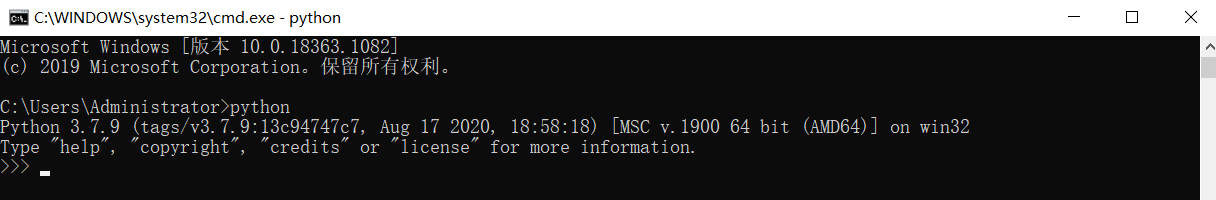 C:\WINDOWS\system32\cmd.exe - python
Microsoft Windows [版本 10.0.18363.1082]
(c) 2019 Microsoft Corporation。保留所有权利。
C:\Users\Administrator>python
Python 3.7.9 (tags/v3.7.9:13c94747c7, Aug 17 2020, 18:58:18) [MSC v.1900 64 bit (AMD64)] on win32
Type "help", "copyright", "credits" or "license" for more information.
>>>